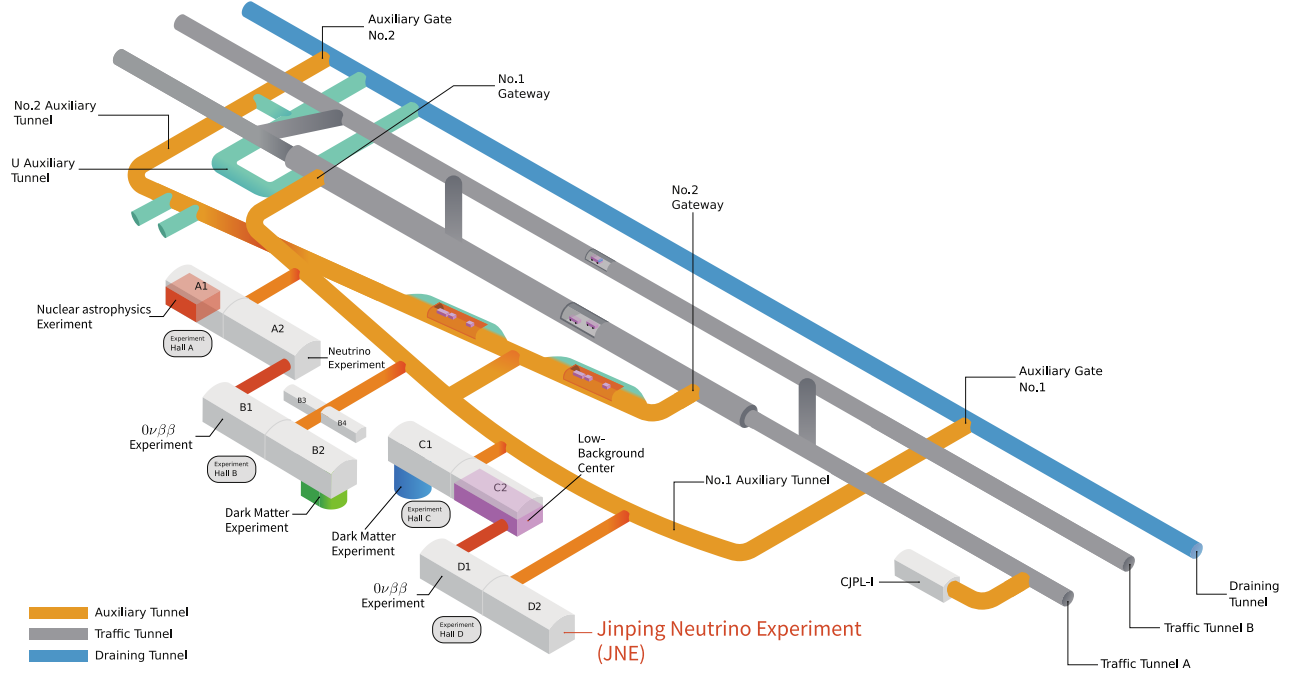 Auxiliary Gate
No.2
No.1
Gateway
No.2 Auxiliary
Tunnel
U Auxiliary
Tunnel
No.2
Gateway
A1
Nuclear astrophysics
Exeriment
Experiment
Hall A
A2
Neutrino
Experiment
Auxiliary Gate
No.1
B1
B3
B4
0νββ
Experiment
B2
Experiment
Hall B
C1
Low-
Background
Center
C2
No.1 Auxiliary Tunnel
Dark Matter
Experiment
Experiment
Hall C
Dark Matter
Experiment
D1
0νββ
Experiment
D2
Experiment
Hall D
CJPL-I
Draining
Tunnel
Traffic Tunnel B
Traffic Tunnel A
Jinping Neutrino Experiment
(JNE)
Auxiliary Tunnel
Traffic Tunnel
Draining Tunnel